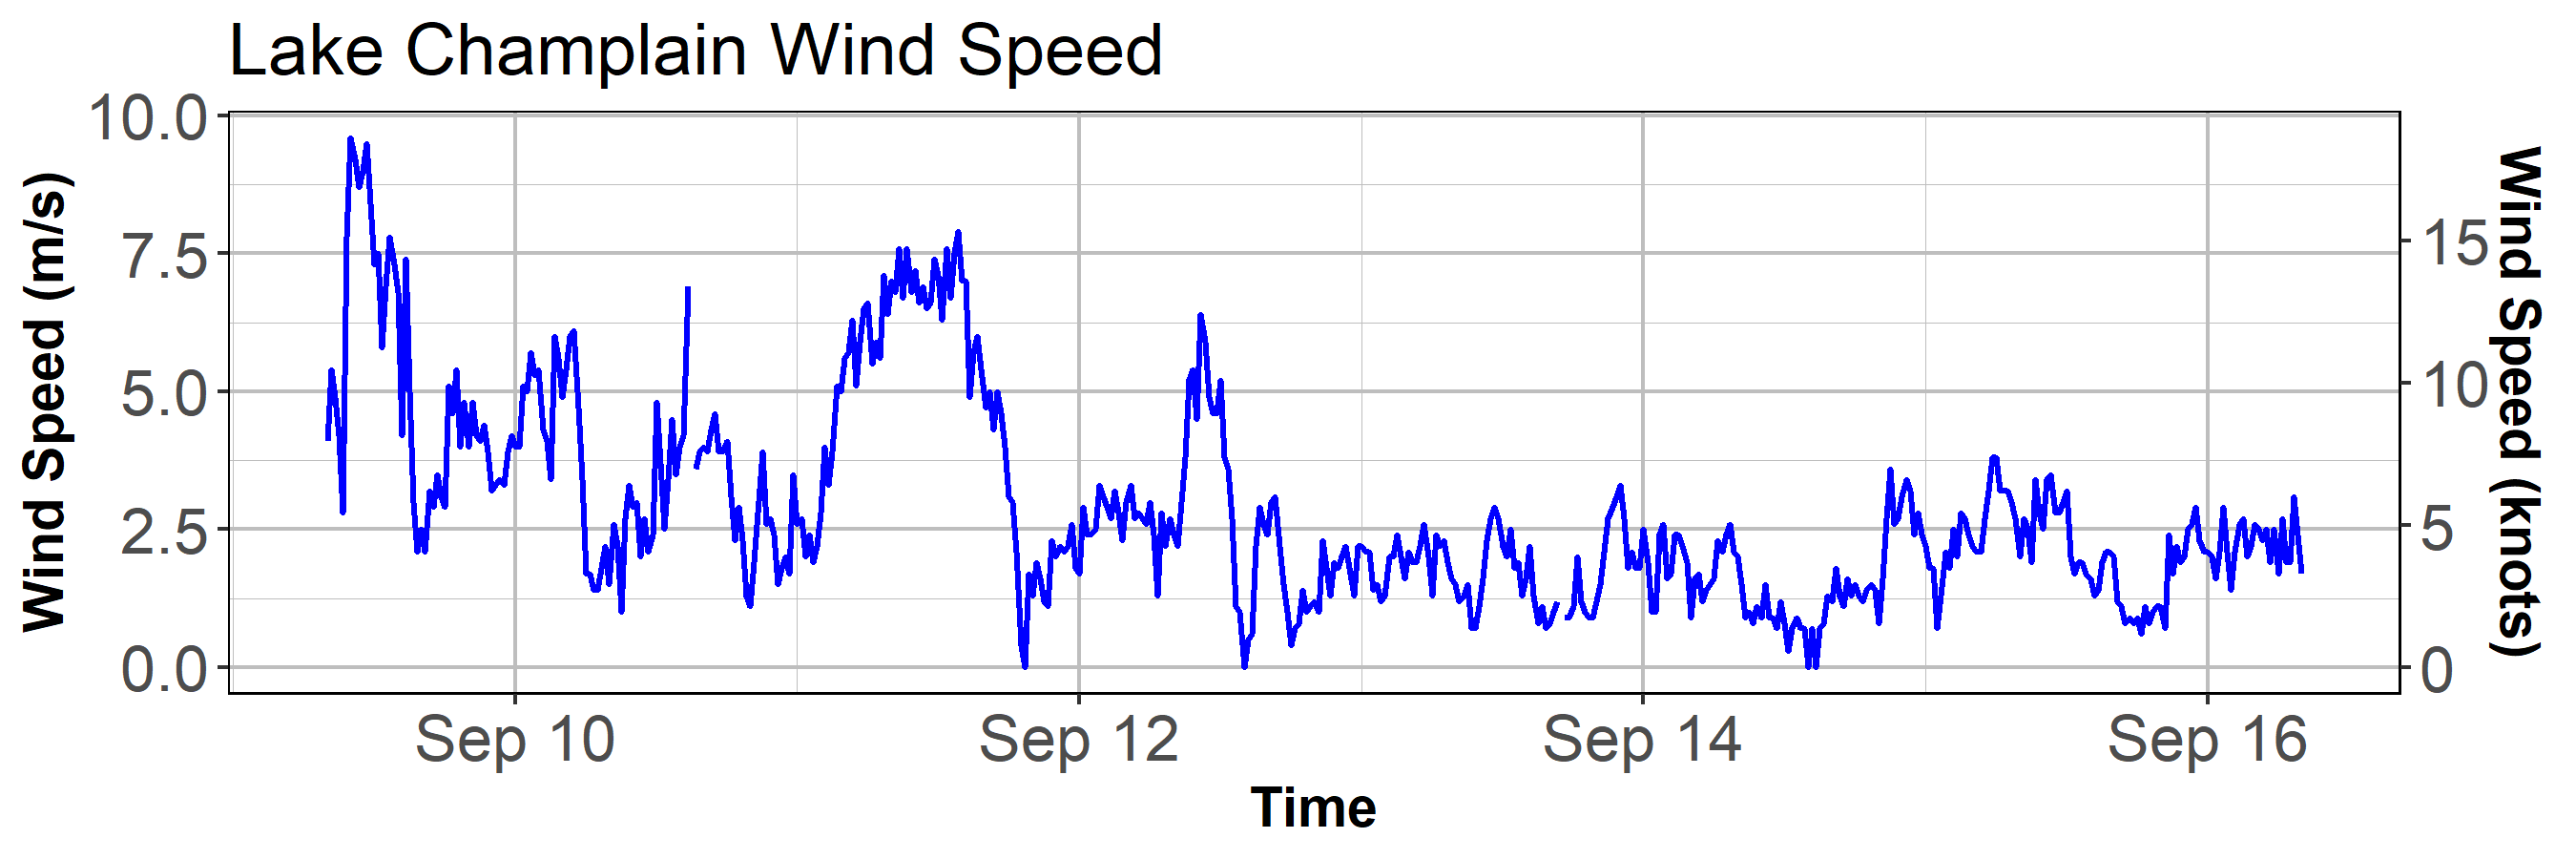 Lake Champlain Wind Speed
Wind Speed (m/s)
10.0
7.5
5.0
2.5
0.0
Wind Speed (knots)
15
10
5
0
Sep 10
Sep 12
Sep 14
Sep 16
Time